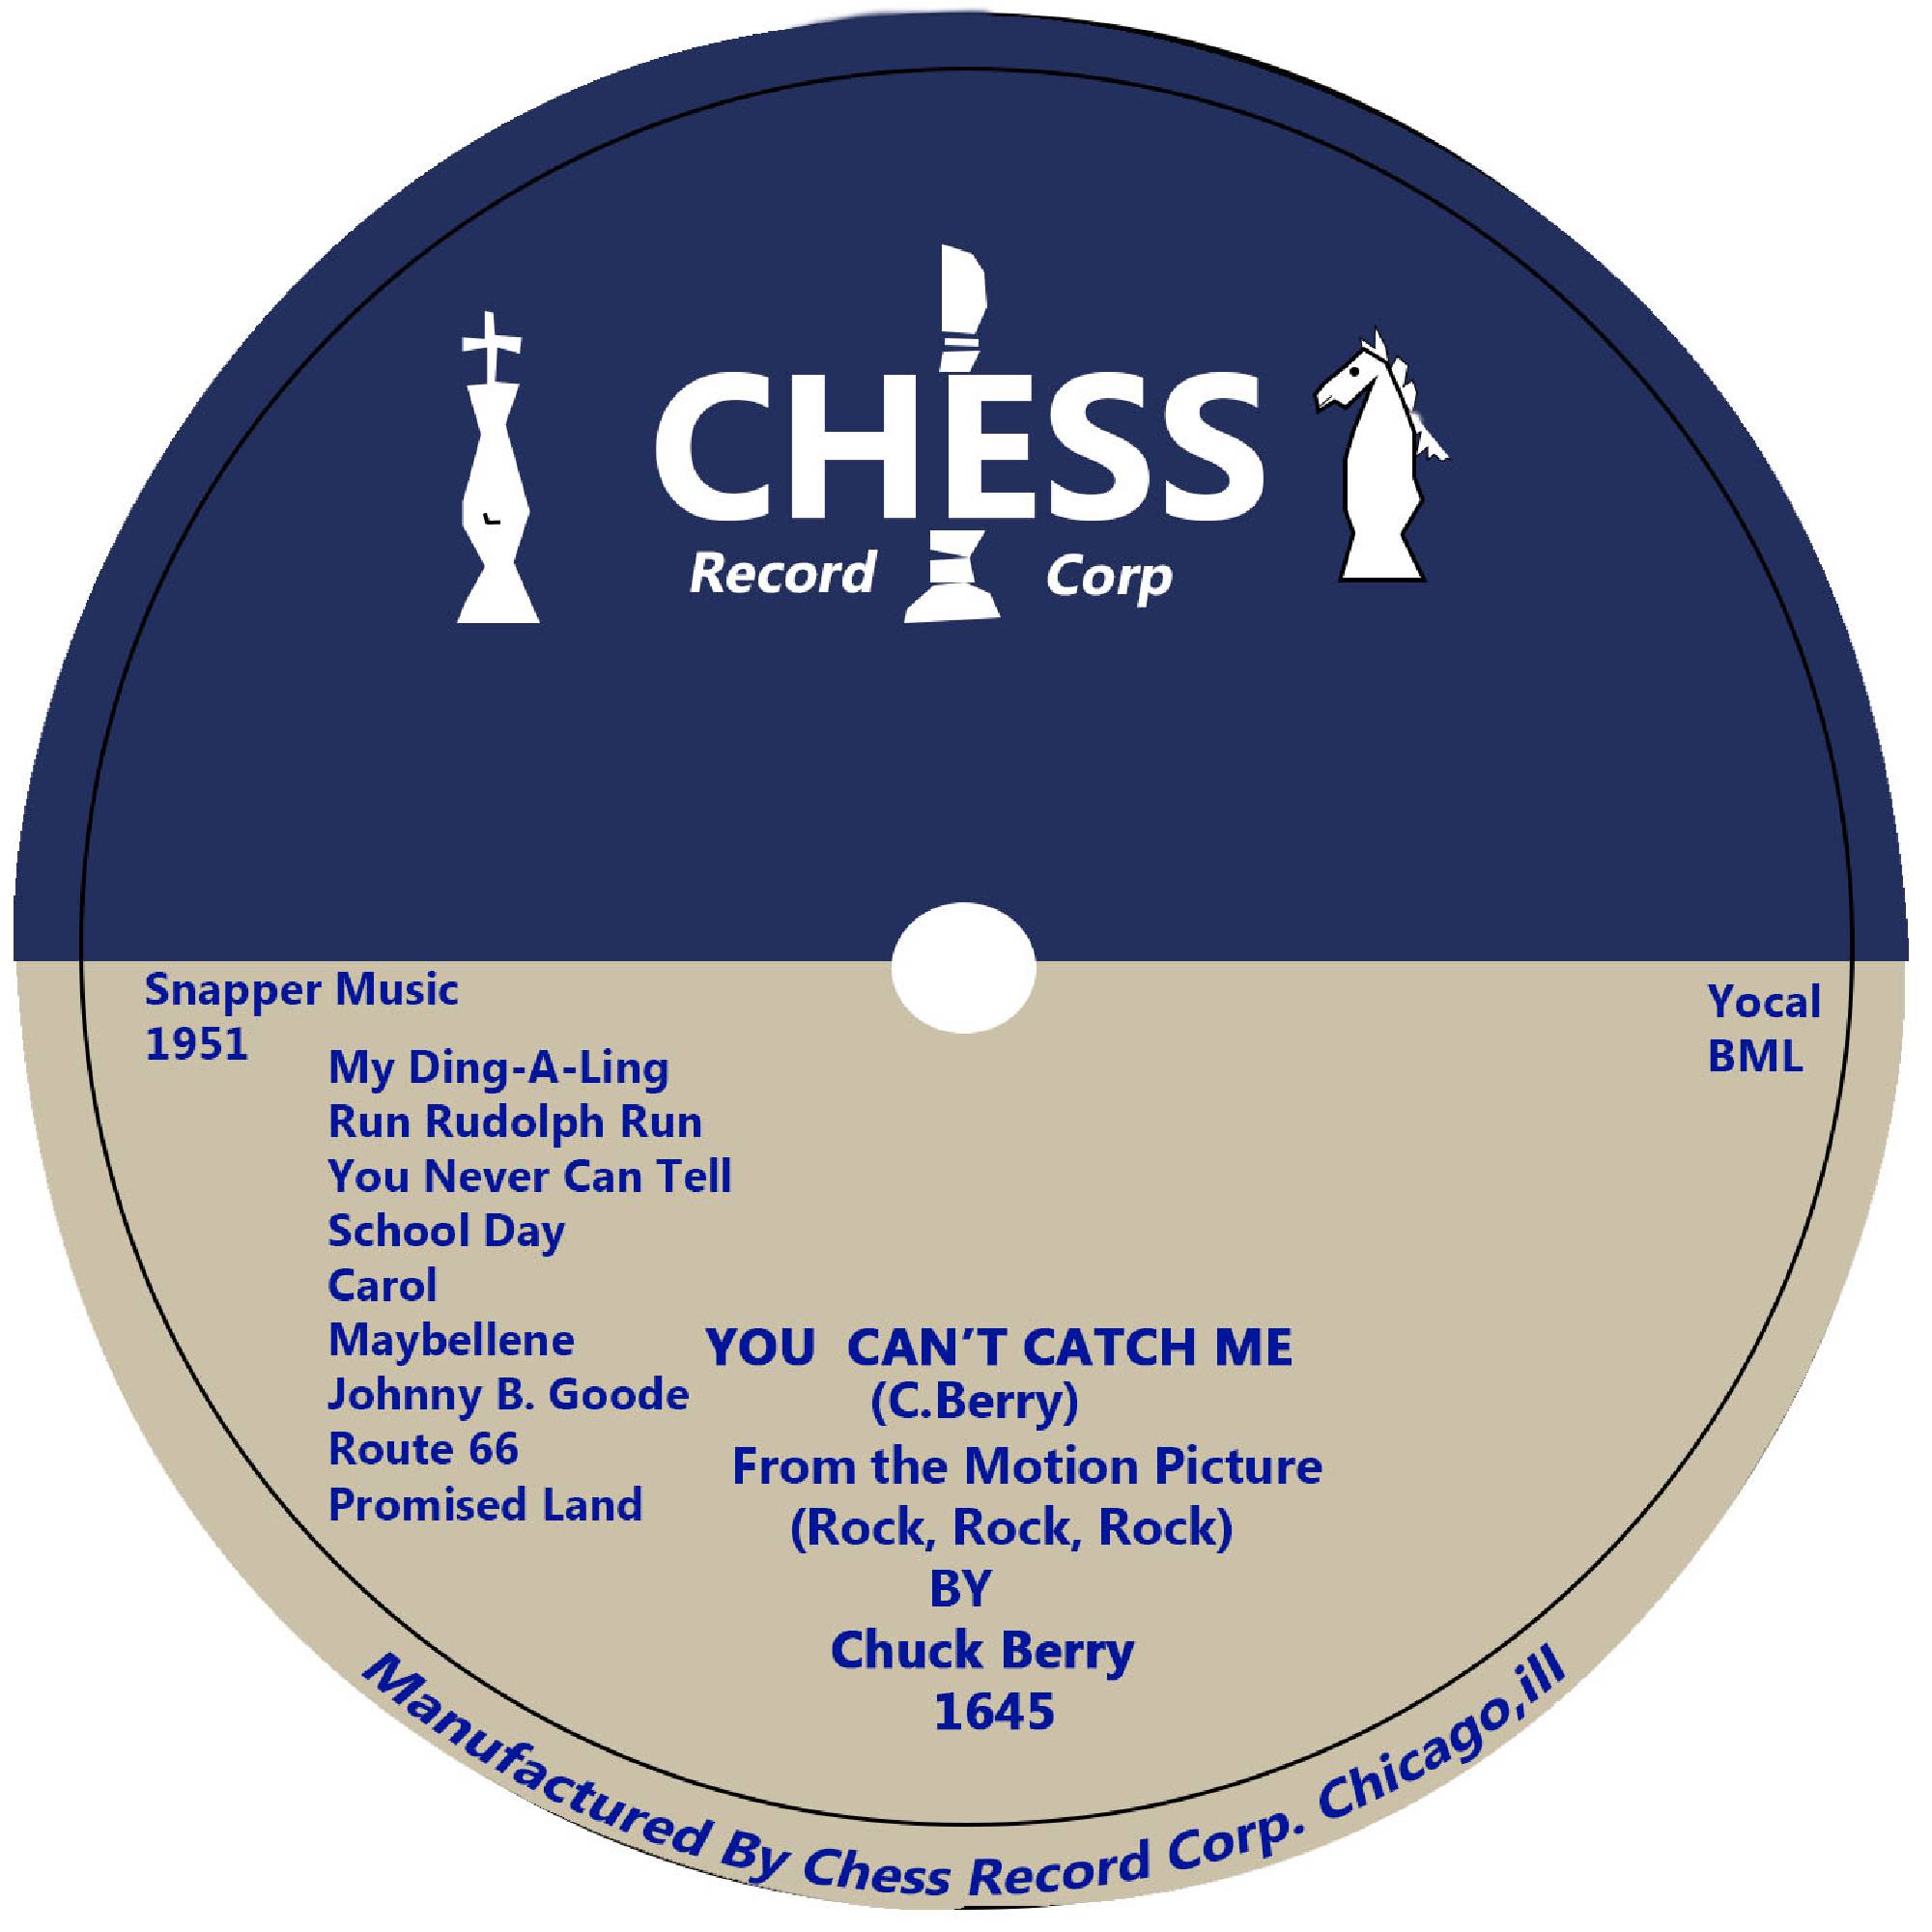 CHESS
Record Corp
Snapper Music
1951
Yocal
BML
My Ding-A-Ling
Run Rudolph Run
You Never Can Tell
School Day
Carol
Maybellene
Johnny B. Goode
Route 66
Promised Land
YOU CAN’T CATCH ME
(C.Berry)
From the Motion Picture
(Rock, Rock, Rock)
BY
Chuck Berry
1645
Manufactured By Chess Record Corp. Chicago,ill